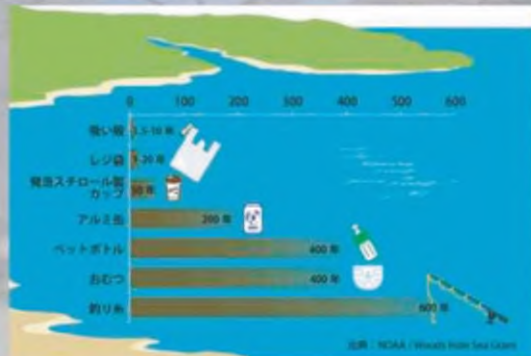 0 100 200 300 400 500 600
吸い殻 1.5-10 年
レジ袋 1-20 年
発泡スチロール製
カップ 50 年
アルミ缶 200 年
ペットボトル 400 年
おむつ 400 年
釣り糸 600 年
出典:NOAA / Woods Hole Sea Grant